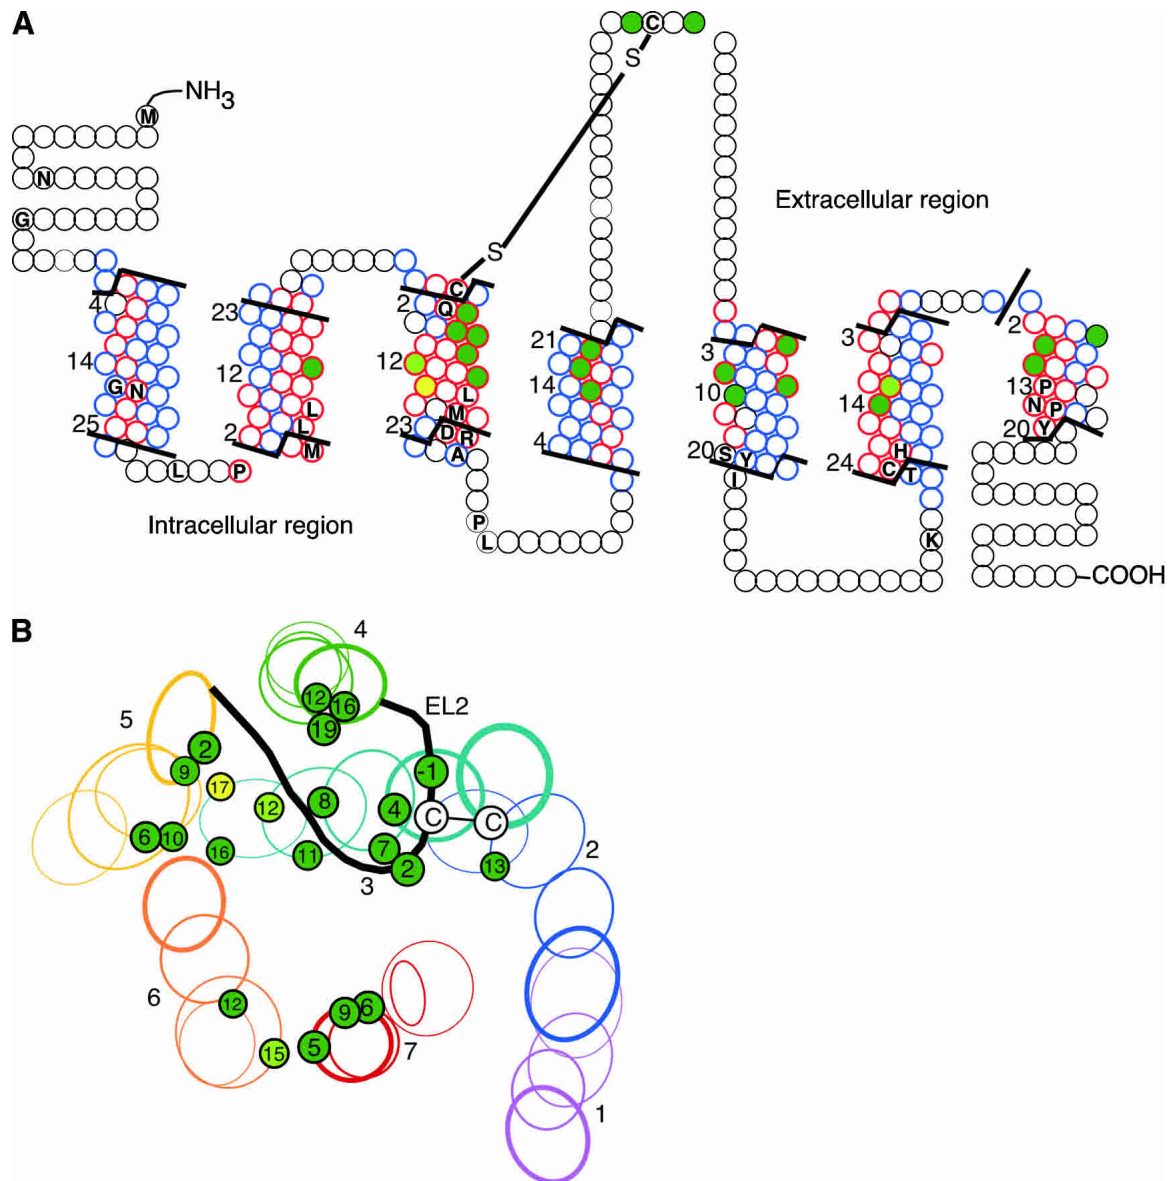 A
C
S
NH3
M
N
G
Extracellular region
S
C
Q
4
14
G N
25
L P
23
12
2
L
L
M
2
12
23
L
M
D R
A
P
L
21
14
4
3
10
20
S Y
I
3
14
24
H
C T
K
2
13
P
N P
Y
20
COOH
Intracellular region
B
4
12
16
19
EL2
5
2
9
17
-1
12
8
4
C
C
6
10
16
11
7
2
3
13
2
6
12
15
9
6
5
7
1